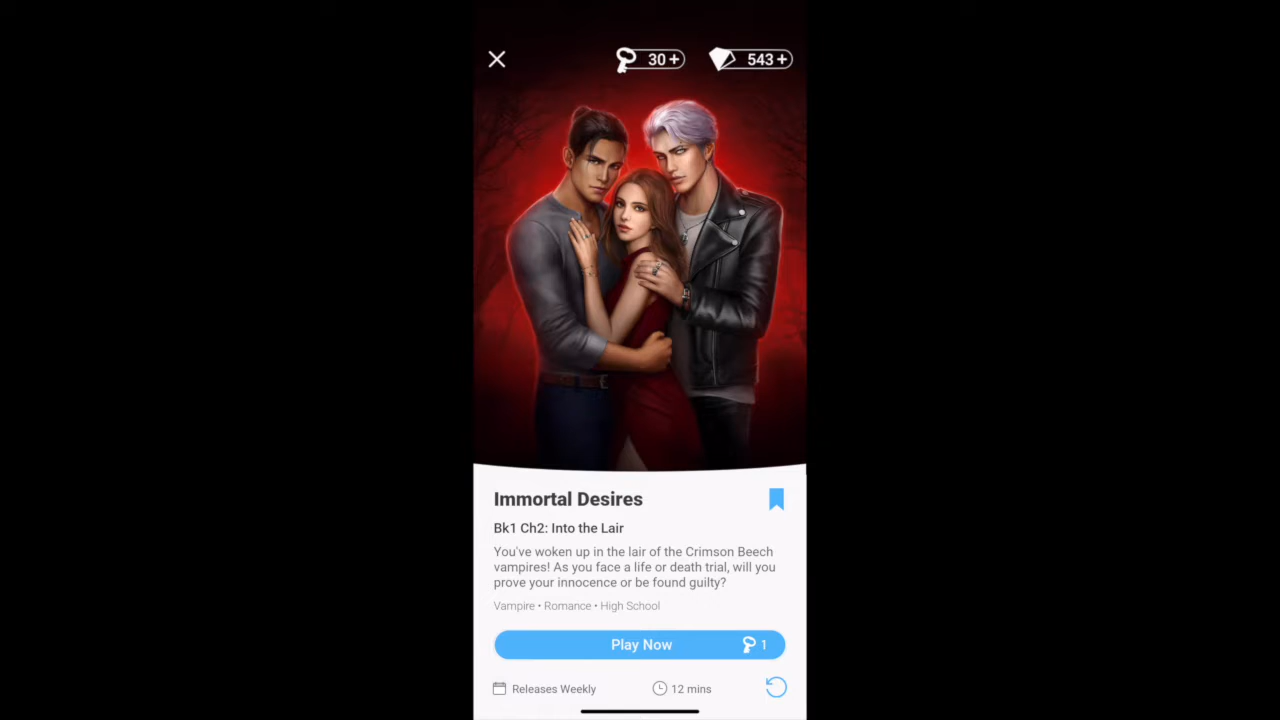 30+
543+
Immortal Desires
Bk1 Ch2: Into the Lair
You've woken up in the lair of the Crimson Beech
vampires! As you face a life or death trial, will you
prove your innocence or be found guilty?
Vampire • Romance • High School
Play Now 1
Releases Weekly 12 mins